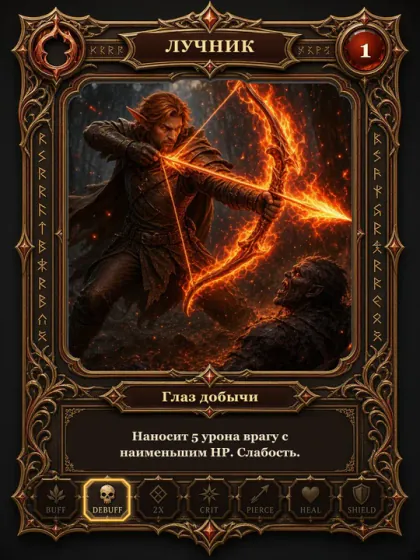 ЛУЧНИК
1
Глаз добычи
Наносит 5 урона врагу с
наименьшим HP. Слабость.
BUFF DEBUFF 2X CRIT PIERCE HEAL SHIELD